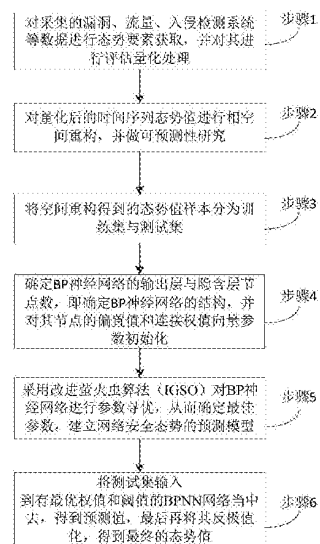 对采集的漏洞、流量、入侵检测系统
等数据进行态势要素获取，并对其进
行评估量化处理
步骤1
对量化后的时间序列态势值进行相空
间重构，并做可预测性研究
步骤2
将空间重构得到的态势值样本分为训
练集与测试集
步骤3
确定BP神经网络的输出层与隐含层节
点数，即确定BP神经网络的结构，并
对其节点的偏置值和连接权值向量参
数初始化
步骤4
采用改进萤火虫算法（IGSO）对BP神
经网络进行参数寻优，从而确定最佳
参数，建立网络安全态势的预测模型
步骤5
将测试集输入
到有最优权值和阈值的BPNN网络当中
去，得到预测值，最后再将其反极值
化，得到最终的态势值
步骤6